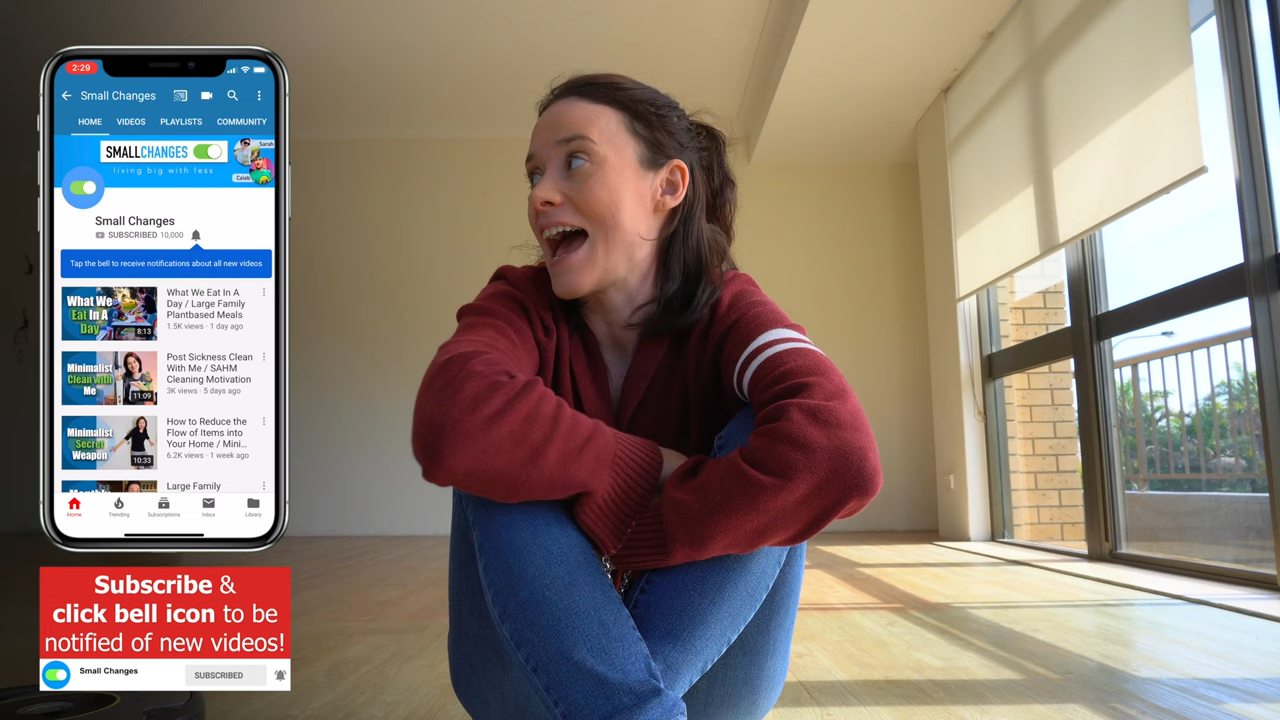 2:29
Small Changes
HOME VIDEOS PLAYLISTS COMMUNITY
SMALLCHANGES
living big with less
Sarah
Caleb
Small Changes
SUBSCRIBED 10,000
Tap the bell to receive notifications about all new videos
What We
Eat In A
Day
8:13
What We Eat In A
Day / Large Family
Plantbased Meals
1.5K views · 1 day ago
Minimalist
Clean with
Me
11:09
Post Sickness Clean
With Me / SAHM
Cleaning Motivation
3K views · 5 days ago
Minimalist
Secret
Weapon
10:33
How to Reduce the
Flow of Items into
Your Home / Mini...
6.2K views · 1 week ago
Large Family
Home Trending Subscriptions Inbox Library
Subscribe &
click bell icon to be
notified of new videos!
Small Changes SUBSCRIBED